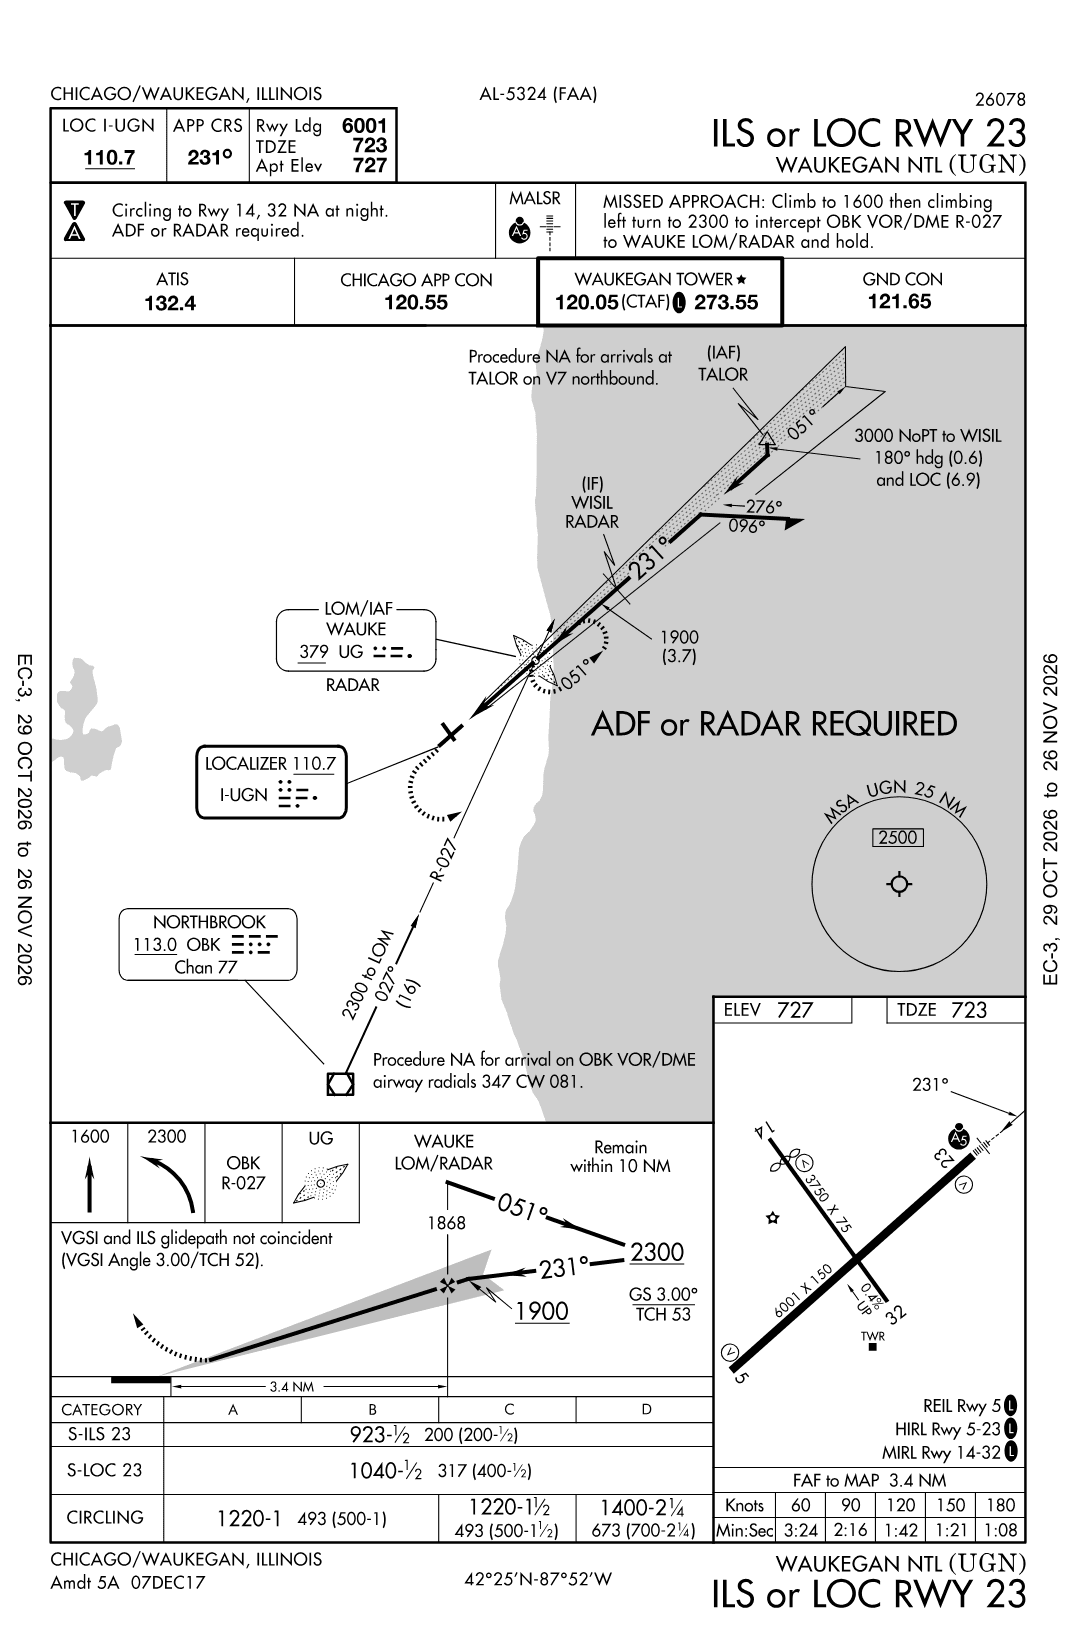 CHICAGO/WAUKEGAN, ILLINOIS
AL-5324 (FAA)
26078
LOC I-UGN
110.7
APP CRS
231°
Rwy Ldg 6001
TDZE 723
Apt Elev 727
ILS or LOC RWY 23
WAUKEGAN NTL (UGN)
T
A
Circling to Rwy 14, 32 NA at night.
ADF or RADAR required.
MALSR
A5
MISSED APPROACH: Climb to 1600 then climbing
left turn to 2300 to intercept OBK VOR/DME R-027
to WAUKE LOM/RADAR and hold.
ATIS
132.4
CHICAGO APP CON
120.55
WAUKEGAN TOWER
120.05 (CTAF) L 273.55
GND CON
121.65
Procedure NA for arrivals at
TALOR on V7 northbound.
(IAF)
TALOR
051°
3000 NoPT to WISIL
180° hdg (0.6)
and LOC (6.9)
(IF)
WISIL
RADAR
276°
096°
231°
LOM/IAF
WAUKE
379 UG
RADAR
1900
(3.7)
051°
ADF or RADAR REQUIRED
LOCALIZER 110.7
I-UGN
MSA UGN 25 NM
2500
R-027
NORTHBROOK
113.0 OBK
Chan 77
2300 to LOM
027°
(16)
Procedure NA for arrival on OBK VOR/DME
airway radials 347 CW 081.
EC-3, 29 OCT 2026 to 26 NOV 2026
EC-3, 29 OCT 2026 to 26 NOV 2026
ELEV 727
TDZE 723
231°
A5
23
14
V
3750 X 75
V
6001 X 150
0.4%
UP
32
TWR
V
5
REIL Rwy 5 L
HIRL Rwy 5-23 L
MIRL Rwy 14-32 L
1600
2300
OBK
R-027
UG
WAUKE
LOM/RADAR
Remain
within 10 NM
VGSI and ILS glidepath not coincident
(VGSI Angle 3.00/TCH 52).
1868
051°
2300
231°
1900
GS 3.00°
TCH 53
3.4 NM
CATEGORY A B C D
S-ILS 23 923-½ 200 (200-½)
S-LOC 23 1040-½ 317 (400-½)
CIRCLING 1220-1 493 (500-1)
1220-1½
493 (500-1½)
1400-2¼
673 (700-2¼)
FAF to MAP 3.4 NM
Knots 60 90 120 150 180
Min:Sec 3:24 2:16 1:42 1:21 1:08
CHICAGO/WAUKEGAN, ILLINOIS
Amdt 5A 07DEC17
42°25'N-87°52'W
WAUKEGAN NTL (UGN)
ILS or LOC RWY 23